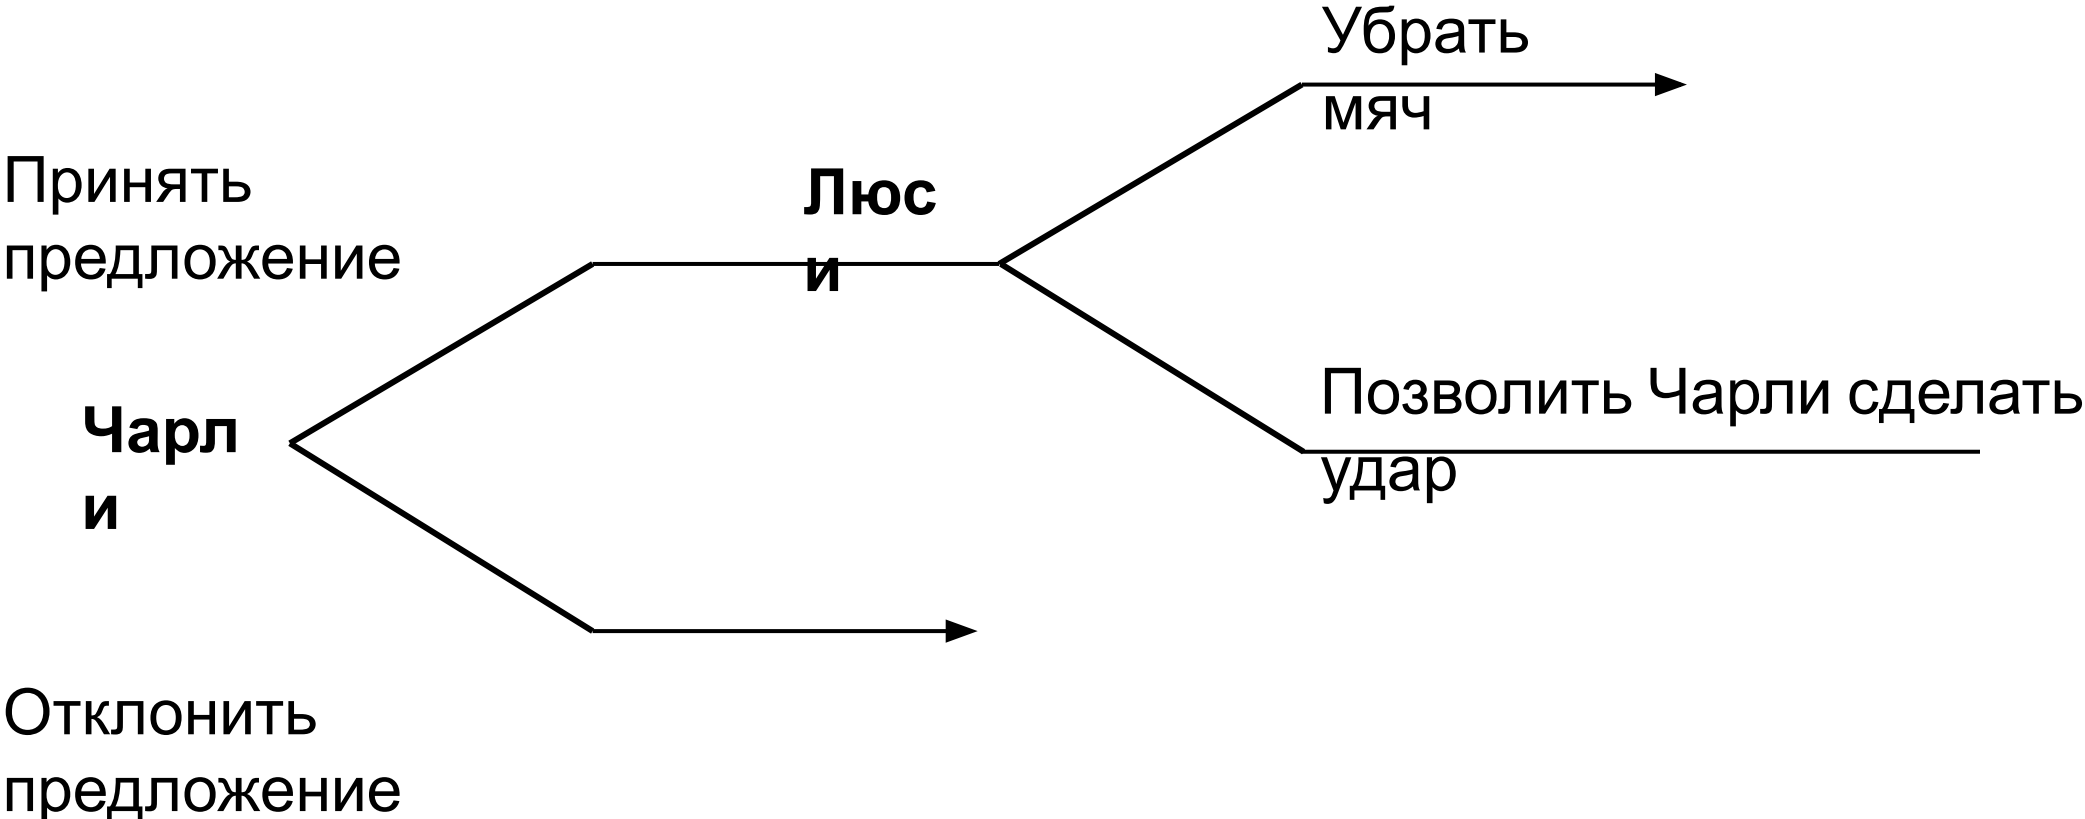 Убрать
мяч
Принять
предложение
Люс
и
Позволить Чарли сделать
удар
Чарл
и
Отклонить
предложение